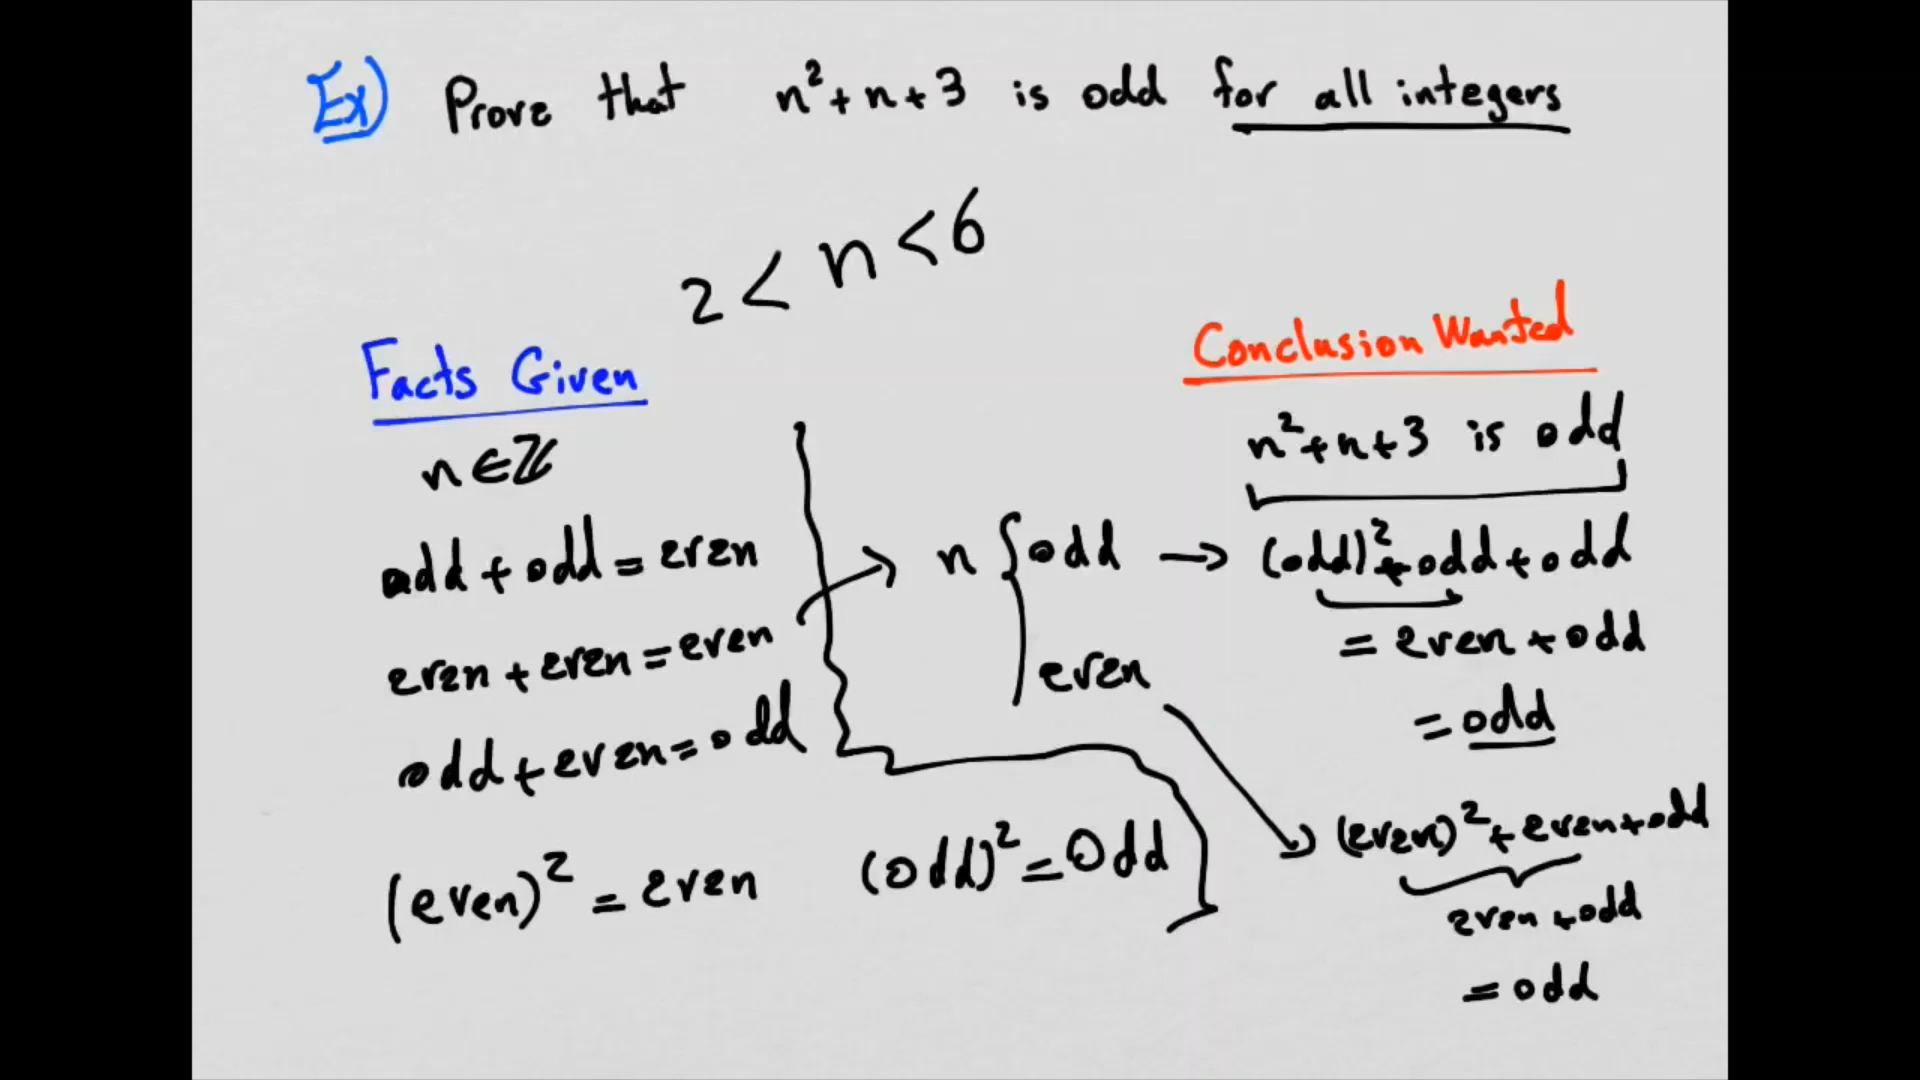 Ex) Prove that n²+n+3 is odd for all integers
2 < n < 6
Facts Given
n∈ℤ
odd + odd = even
even + even = even
odd + even = odd
(even)² = even (odd)² = Odd
n { odd
even
Conclusion Wanted
n²+n+3 is odd
→ (odd)²+odd+odd
= even + odd
= odd
(even)²+even+odd
even +odd
= odd